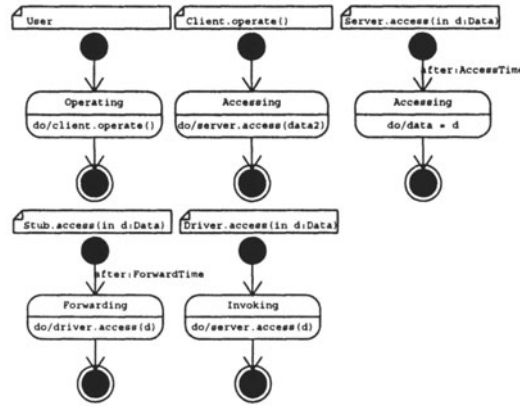 User
Client.operate()
Server.access(in d:Data)
after:AccessTime
Operating
do/client.operate()
Accessing
do/server.access(data2)
Accessing
do/data = d
Stub.access(in d:Data)
Driver.access(in d:Data)
after:ForwardTime
Forwarding
do/driver.access(d)
Invoking
do/server.access(d)